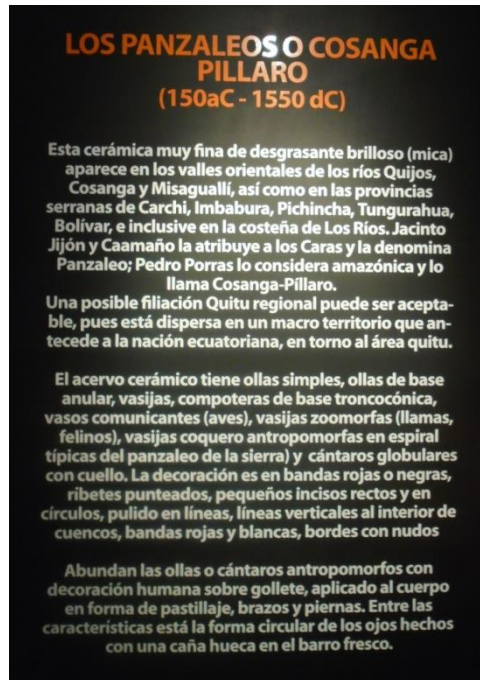 LOS PANZALEOS O COSANGA
PILLARO
(150aC - 1550 dC)
Esta cerámica muy fina de desgrasante brilloso (mica)
aparece en los valles orientales de los ríos Quijos,
Cosanga y Misaguallí, así como en las provincias
serranas de Carchi, Imbabura, Pichincha, Tungurahua,
Bolívar, e inclusive en la costeña de Los Ríos. Jacinto
Jijón y Caamaño la atribuye a los Caras y la denomina
Panzaleo; Pedro Porras lo considera amazónica y lo
llama Cosanga-Píllaro.
Una posible filiación Quitu regional puede ser acepta-
ble, pues está dispersa en un macro territorio que an-
tecede a la nación ecuatoriana, en torno al área quitu.
El acervo cerámico tiene ollas simples, ollas de base
anular, vasijas, compoteras de base troncocónica,
vasos comunicantes (aves), vasijas zoomorfas (llamas,
felinos), vasijas coquero antropomorfas en espiral
típicas del panzaleo de la sierra) y cántaros globulares
con cuello. La decoración es en bandas rojas o negras,
ribetes punteados, pequeños incisos rectos y en
círculos, pulido en líneas, líneas verticales al interior de
cuencos, bandas rojas y blancas, bordes con nudos
Abundan las ollas o cántaros antropomorfos con
decoración humana sobre gollete, aplicado al cuerpo
en forma de pastillaje, brazos y piernas. Entre las
características está la forma circular de los ojos hechos
con una caña hueca en el barro fresco.